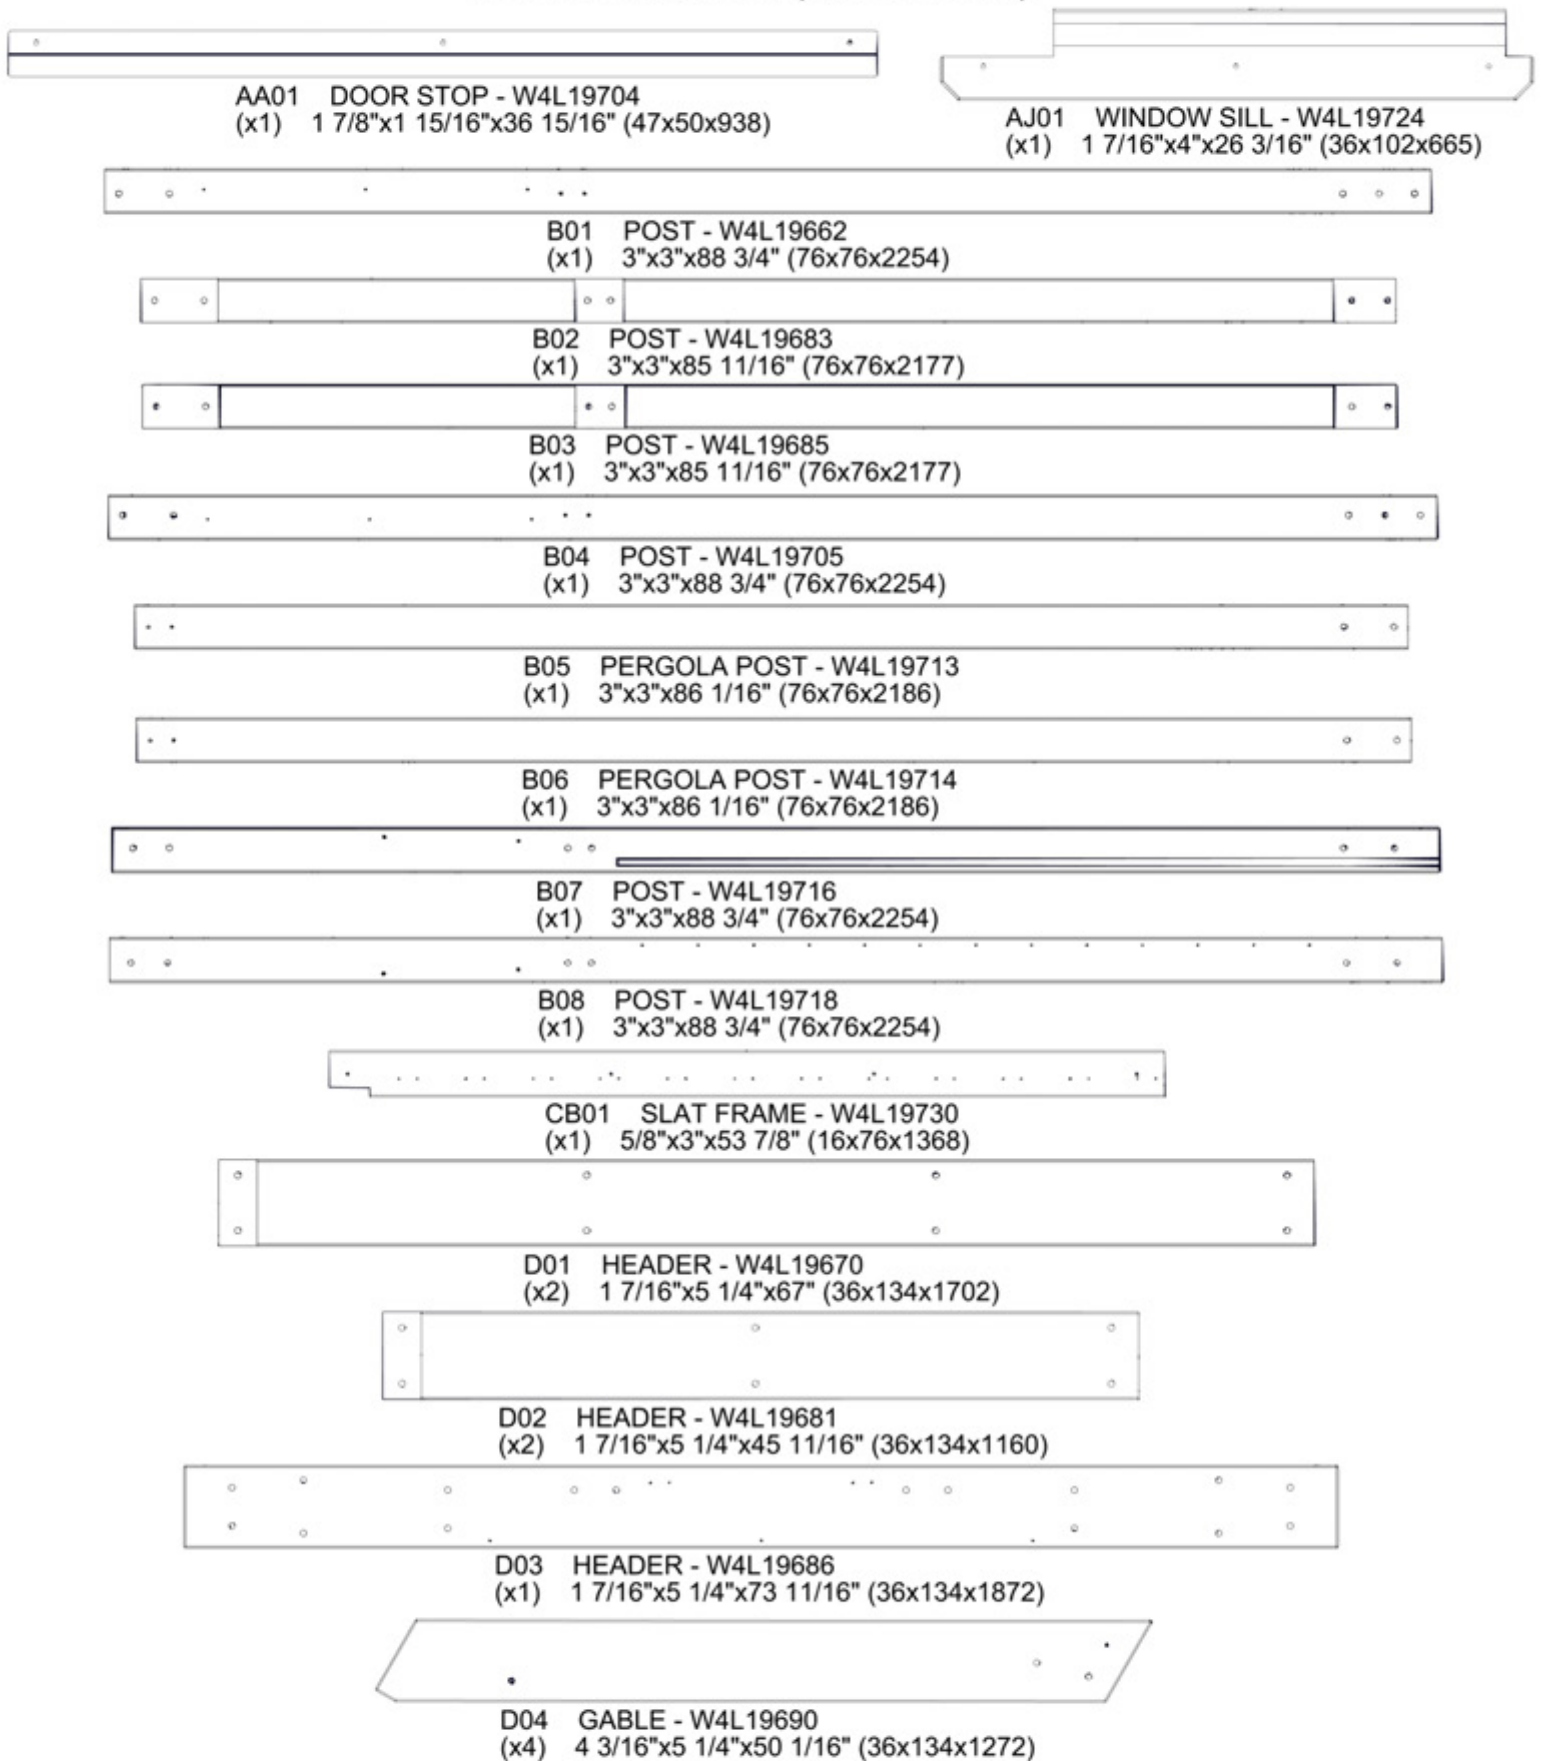 AA01 DOOR STOP - W4L19704
(x1) 1 7/8"x1 15/16"x36 15/16" (47x50x938)
AJ01 WINDOW SILL - W4L19724
(x1) 1 7/16"x4"x26 3/16" (36x102x665)
B01 POST - W4L19662
(x1) 3"x3"x88 3/4" (76x76x2254)
B02 POST - W4L19683
(x1) 3"x3"x85 11/16" (76x76x2177)
B03 POST - W4L19685
(x1) 3"x3"x85 11/16" (76x76x2177)
B04 POST - W4L19705
(x1) 3"x3"x88 3/4" (76x76x2254)
B05 PERGOLA POST - W4L19713
(x1) 3"x3"x86 1/16" (76x76x2186)
B06 PERGOLA POST - W4L19714
(x1) 3"x3"x86 1/16" (76x76x2186)
B07 POST - W4L19716
(x1) 3"x3"x88 3/4" (76x76x2254)
B08 POST - W4L19718
(x1) 3"x3"x88 3/4" (76x76x2254)
CB01 SLAT FRAME - W4L19730
(x1) 5/8"x3"x53 7/8" (16x76x1368)
D01 HEADER - W4L19670
(x2) 1 7/16"x5 1/4"x67" (36x134x1702)
D02 HEADER - W4L19681
(x2) 1 7/16"x5 1/4"x45 11/16" (36x134x1160)
D03 HEADER - W4L19686
(x1) 1 7/16"x5 1/4"x73 11/16" (36x134x1872)
D04 GABLE - W4L19690
(x4) 4 3/16"x5 1/4"x50 1/16" (36x134x1272)